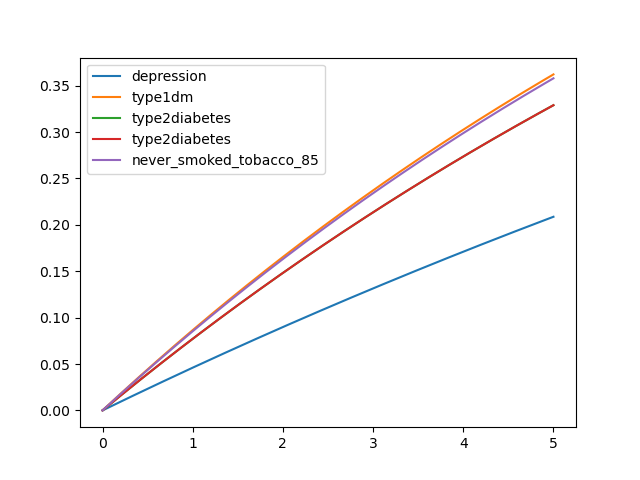 depression
type1dm
type2diabetes
type2diabetes
never_smoked_tobacco_85
0.35
0.30
0.25
0.20
0.15
0.10
0.05
0.00
0 1 2 3 4 5